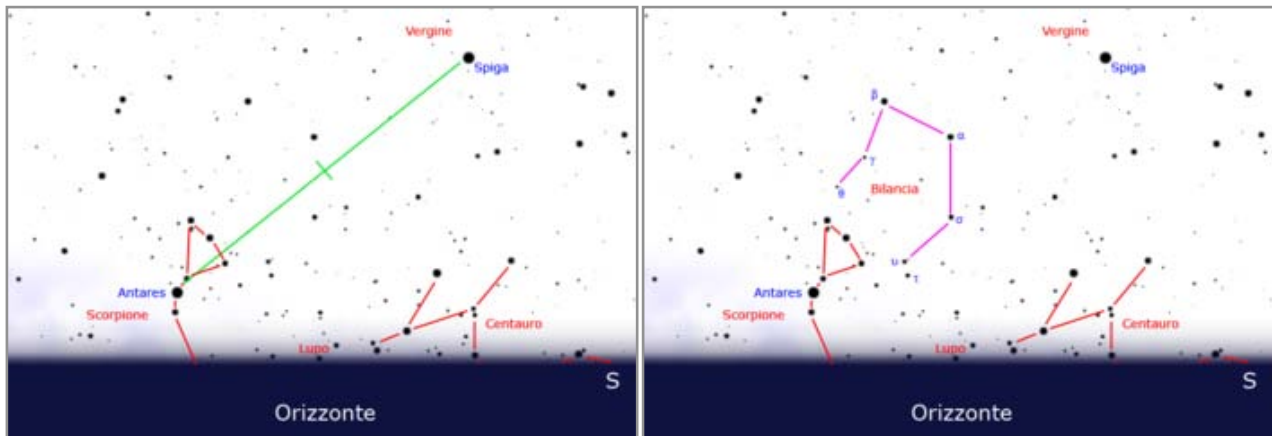 Vergine
Spiga
Antares
Scorpione
Centauro
Lupo
S
Orizzonte
Vergine
Spiga
β
α
γ
θ
Bilancia
σ
υ
τ
Antares
Scorpione
Centauro
Lupo
S
Orizzonte